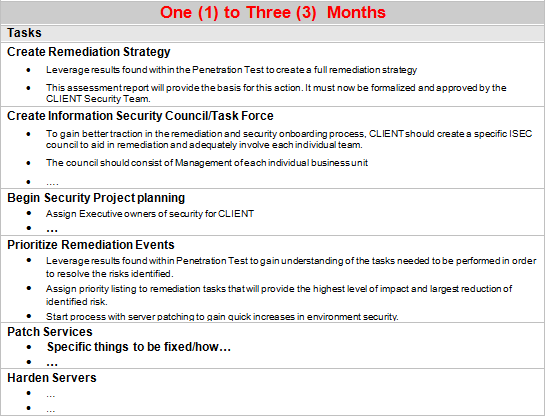 One (1) to Three (3) Months
Tasks
Create Remediation Strategy
• Leverage results found within the Penetration Test to create a full remediation strategy
• This assessment report will provide the basis for this action. It must now be formalized and approved by the
CLIENT Security Team.
Create Information Security Council/Task Force
• To gain better traction in the remediation and security onboarding process, CLIENT should create a specific ISEC
council to aid in remediation and adequately involve each individual team.
• The council should consist of Management of each individual business unit
• ....
Begin Security Project planning
• Assign Executive owners of security for CLIENT
• ...
Prioritize Remediation Events
• Leverage results found within Penetration Test to gain understanding of the tasks needed to be performed in order
to resolve the risks identified.
• Assign priority listing to remediation tasks that will provide the highest level of impact and largest reduction of
identified risk.
• Start process with server patching to gain quick increases in environment security.
Patch Services
• Specific things to be fixed/how...
• ...
Harden Servers
• ...
• ...